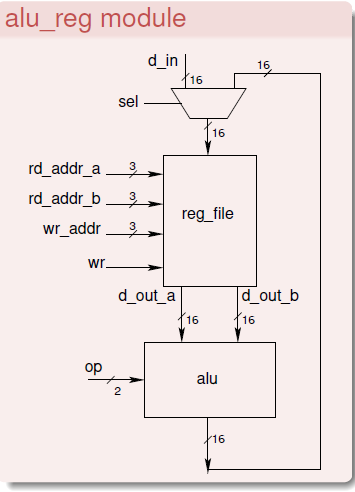 alu_reg module
d_in
16
16
sel
16
rd_addr_a
3
rd_addr_b
3
wr_addr
3
wr
reg_file
d_out_a
d_out_b
16
16
op
2
alu
16